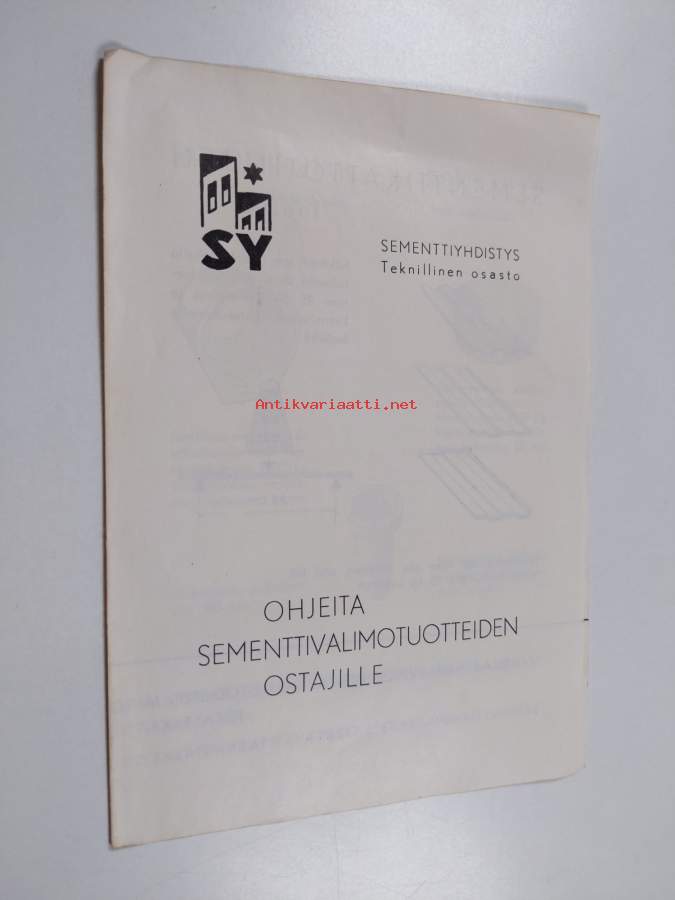 SY
SEMENTTIYHDISTYS
Teknillinen osasto
Antikvariaatti.net
OHJEITA
SEMENTTIVALIMOTUOTTEIDEN
OSTAJILLE